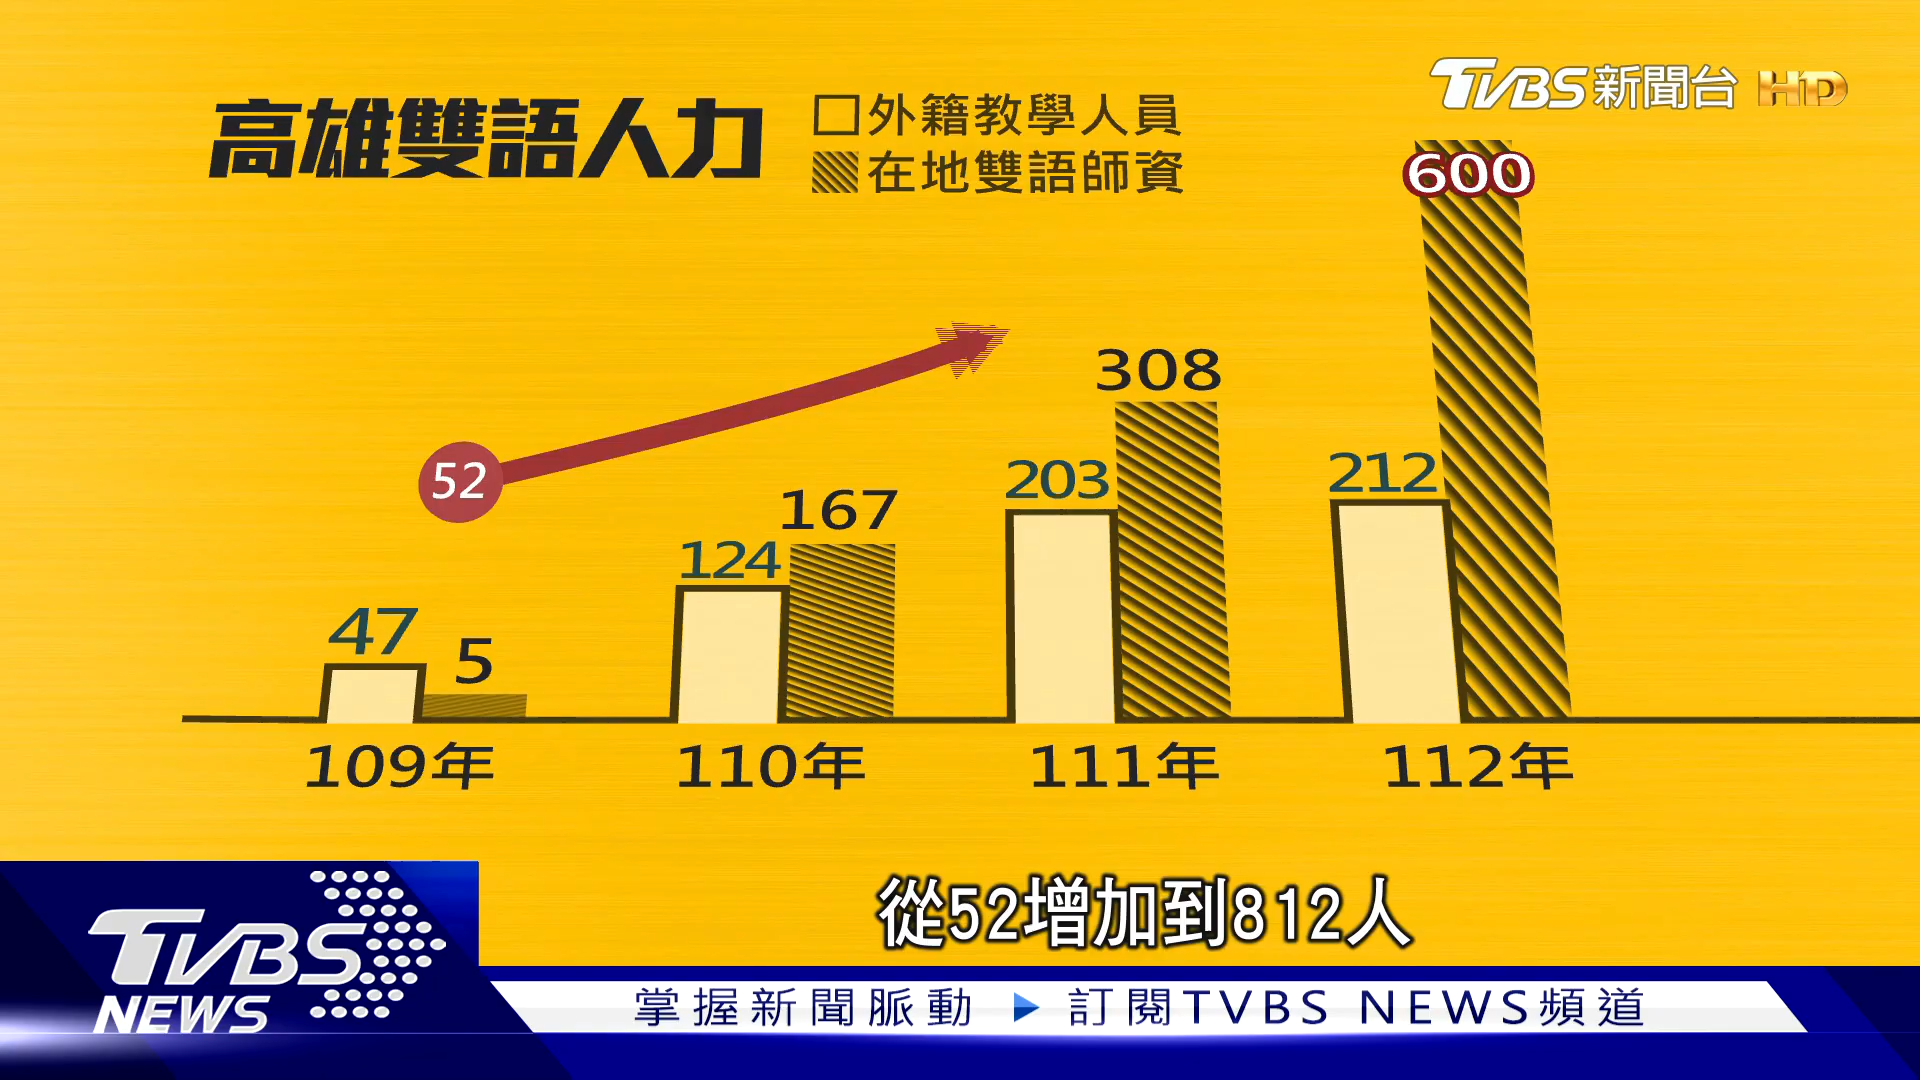 高雄雙語人力
外籍教學人員
在地雙語師資
TVBS新聞台 HD
600
308
52
203
212
167
124
47
5
109年
110年
111年
112年
從52增加到812人
TVBS
NEWS
掌握新聞脈動 ▶ 訂閱TVBS NEWS頻道